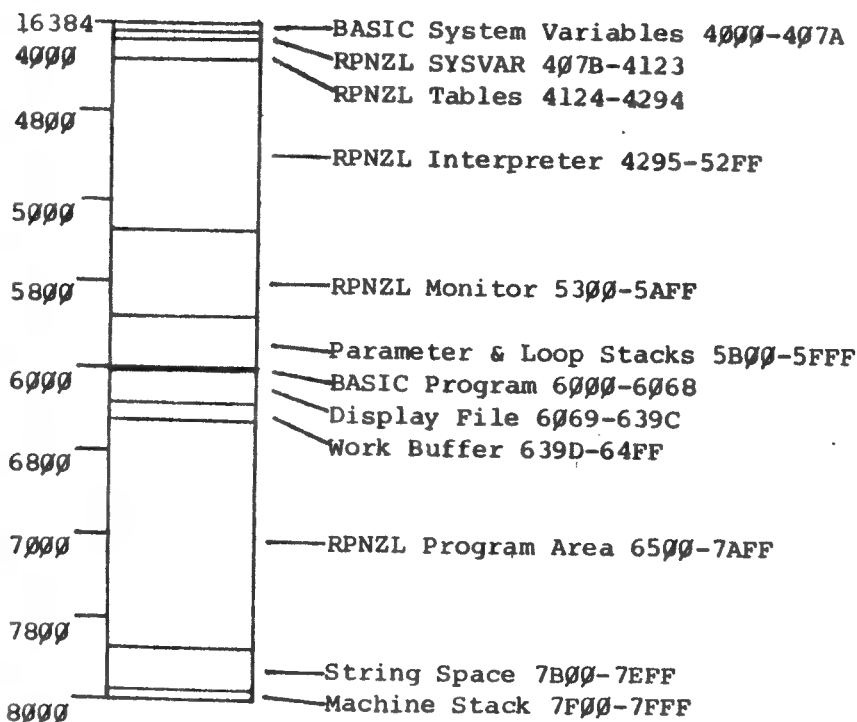 16384 BASIC System Variables 4000-407A
4000 RPNZL SYSVAR 407B-4123
RPNZL Tables 4124-4294
4800
RPNZL Interpreter 4295-52FF
5000
5800 RPNZL Monitor 5300-5AFF
Parameter & Loop Stacks 5B00-5FFF
6000 BASIC Program 6000-6068
Display File 6069-639C
6800 Work Buffer 639D-64FF
7000 RPNZL Program Area 6500-7AFF
7800
String Space 7B00-7EFF
8000 Machine Stack 7F00-7FFF